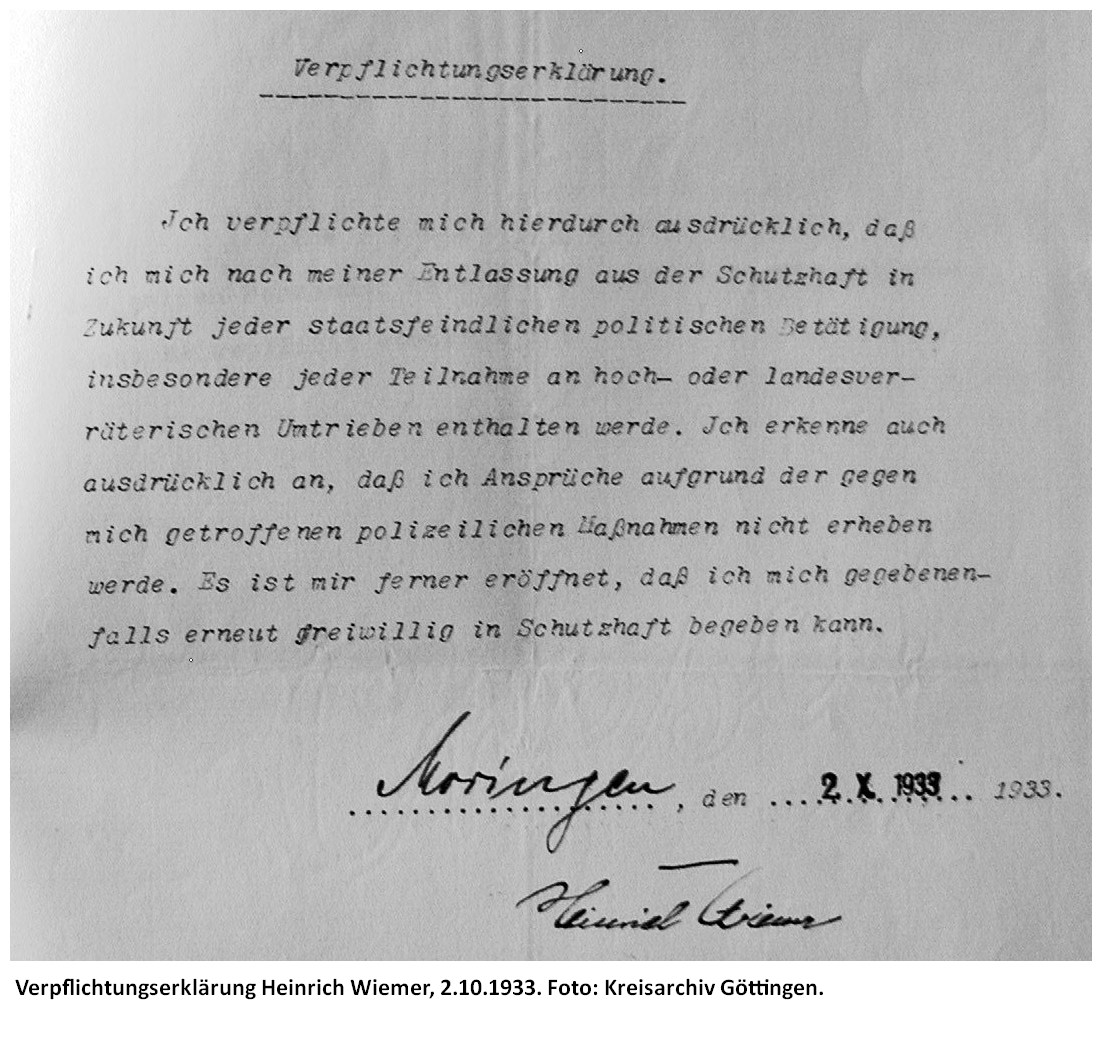 Verpflichtungserklärung.
Jch verpflichte mich hierdurch ausdrücklich, daß
ich mich nach meiner Entlassung aus der Schutzhaft in
Zukunft jeder staatsfeindlichen politischen Betätigung,
insbesondere jeder Teilnahme an hoch- oder landesver-
räterischen Umtrieben enthalten werde. Jch erkenne auch
ausdrücklich an, daß ich Ansprüche aufgrund der gegen
mich getroffenen polizeilichen Maßnahmen nicht erheben
werde. Es ist mir ferner eröffnet, daß ich mich gegebenen-
falls erneut freiwillig in Schutzhaft begeben kann.
Moringen, den 2. X. 1933 1933.
Heinrich Wiemer
Verpflichtungserklärung Heinrich Wiemer, 2.10.1933. Foto: Kreisarchiv Göttingen.